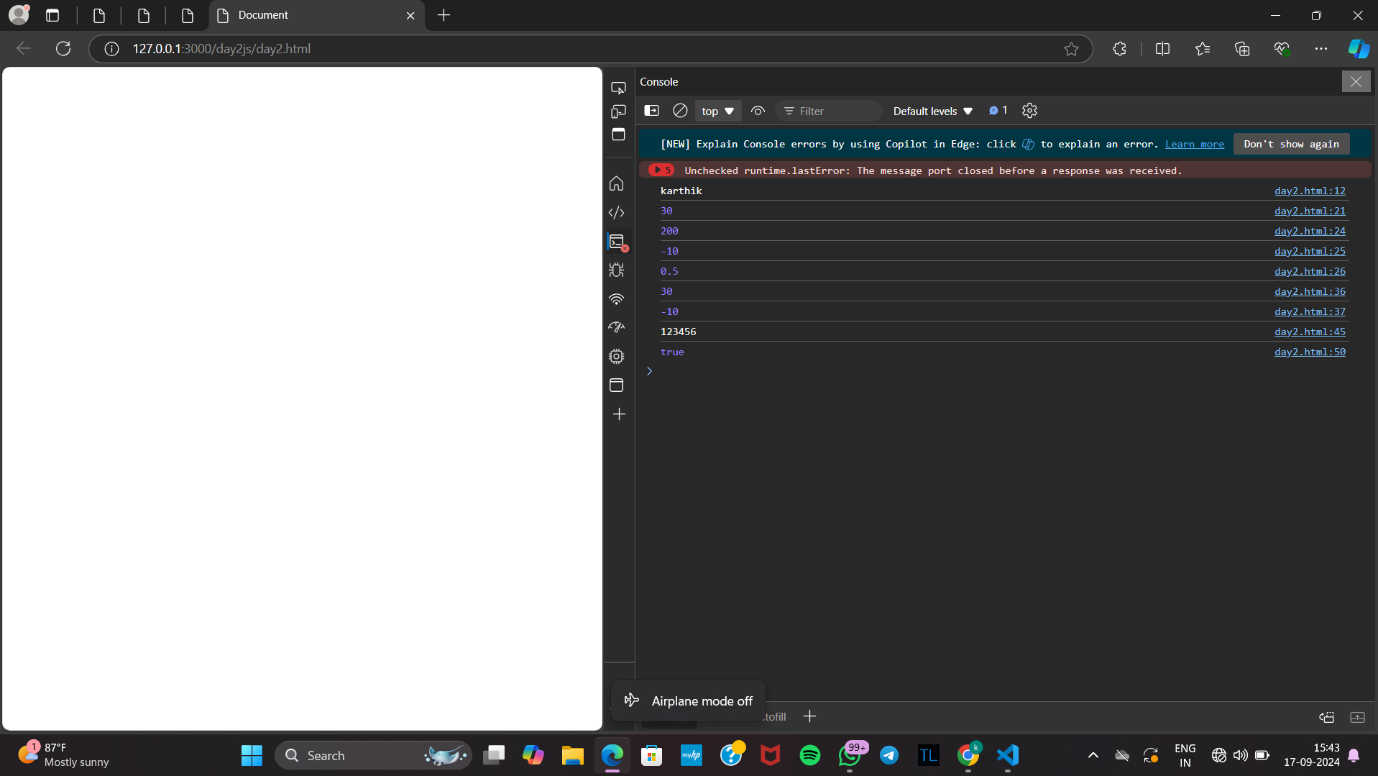 Document
127.0.0.1:3000/day2js/day2.html
Console
top
Filter
Default levels
1
[NEW] Explain Console errors by using Copilot in Edge: click to explain an error. Learn more
Don't show again
5 Unchecked runtime.lastError: The message port closed before a response was received.
karthik day2.html:12
30 day2.html:21
200 day2.html:24
-10 day2.html:25
0.5 day2.html:26
30 day2.html:36
-10 day2.html:37
123456 day2.html:45
true day2.html:50
Airplane mode off
tofill
1
87°F
Mostly sunny
Search
myhp
99+
TL
k
ENG
IN
15:43
17-09-2024